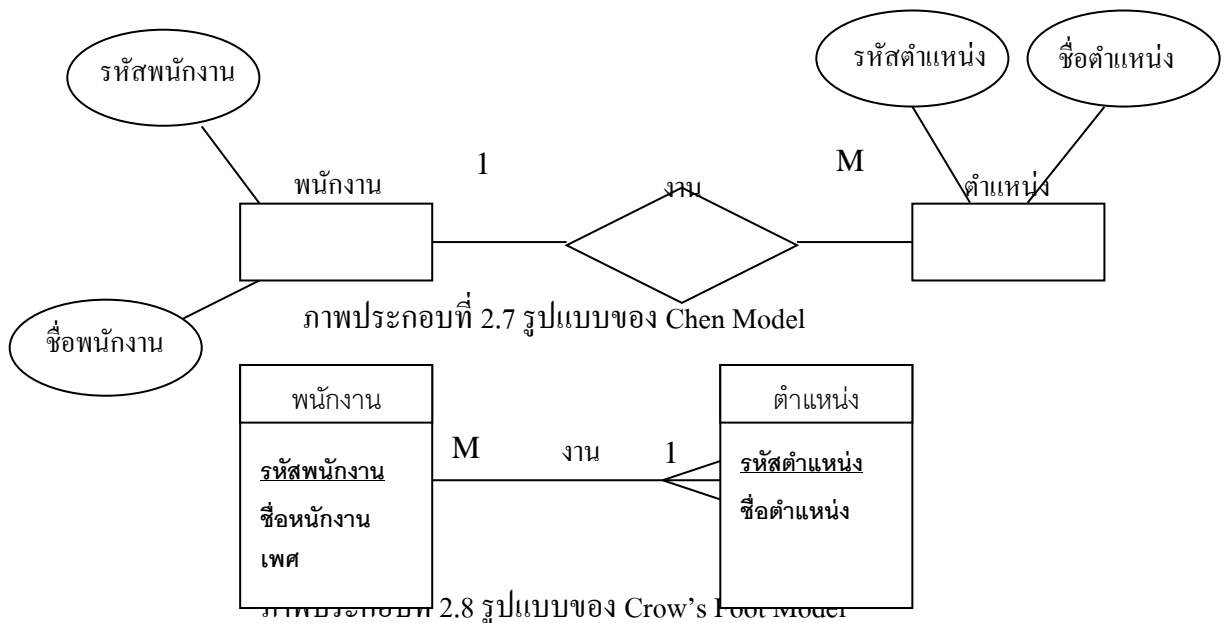 รหัสพนักงาน
รหัสตำแหน่ง ชื่อตำแหน่ง
1 M
พนักงาน งาน ตำแหน่ง
ชื่อพนักงาน
ภาพประกอบที่ 2.7 รูปแบบของ Chen Model
พนักงาน
รหัสพนักงาน
ชื่อหนักงาน
เพศ
M งาน 1
ตำแหน่ง
รหัสตำแหน่ง
ชื่อตำแหน่ง
ภาพประกอบที่ 2.8 รูปแบบของ Crow's Foot Model